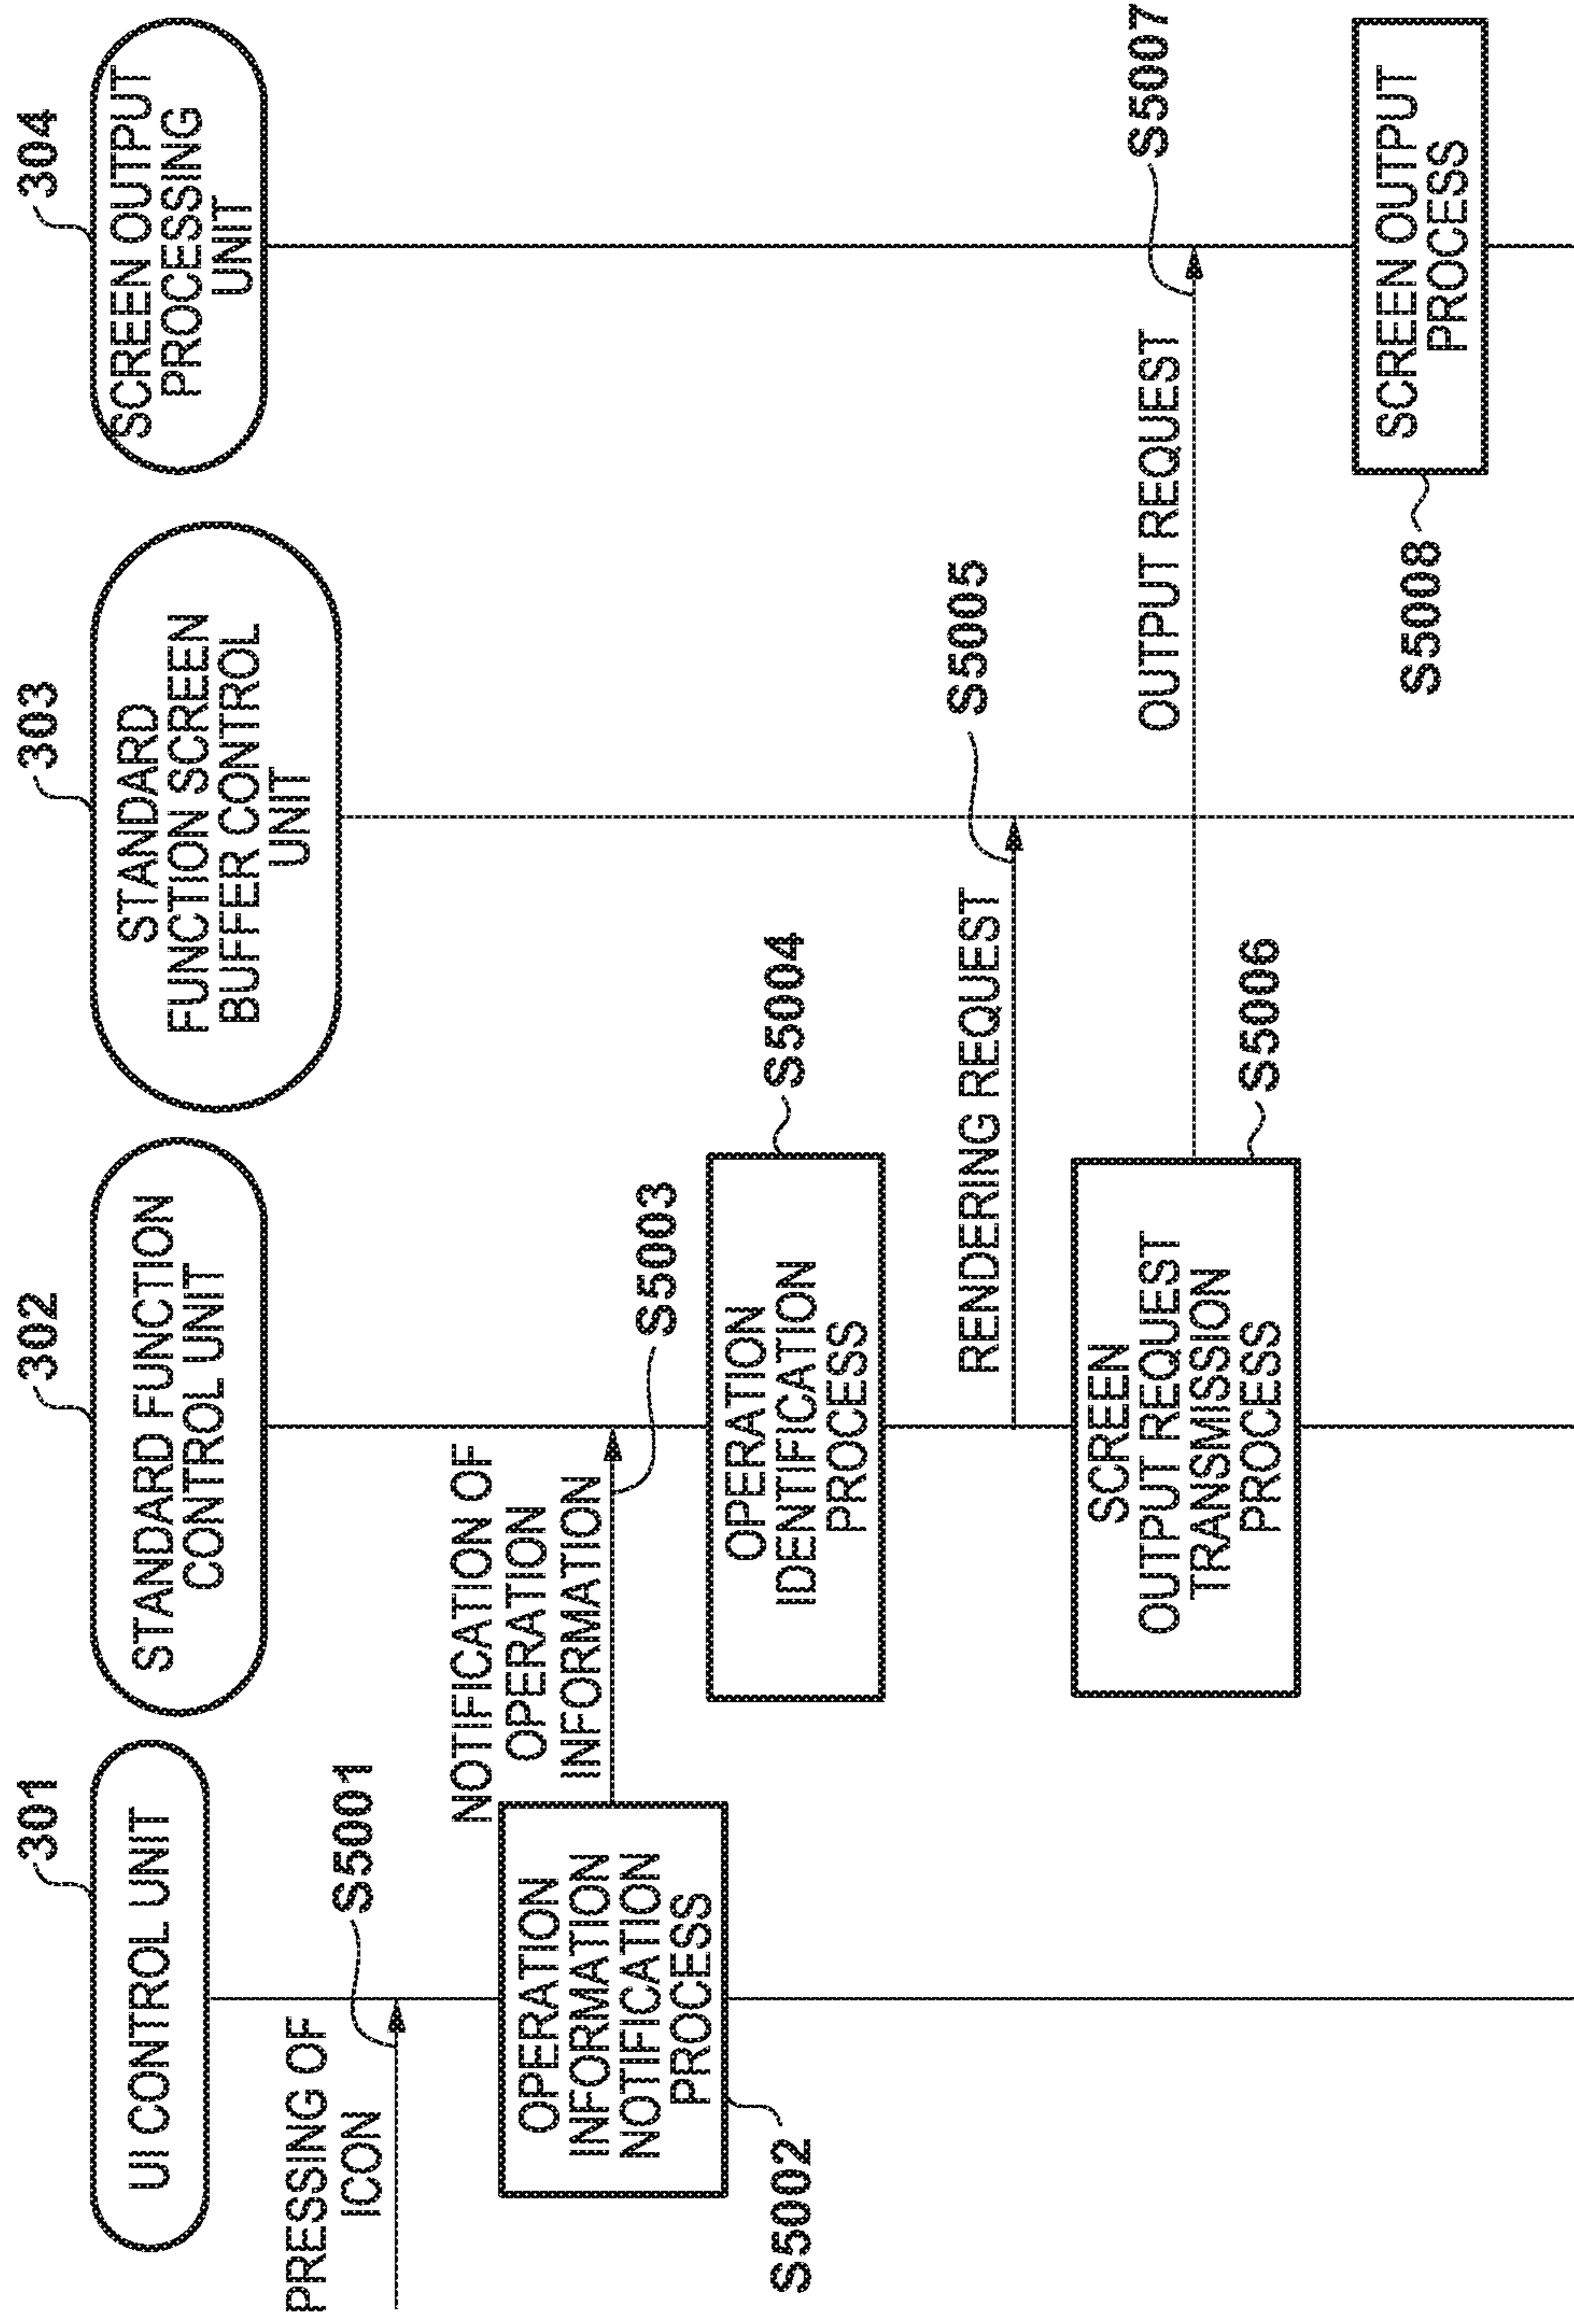 301
UI CONTROL UNIT
302
STANDARD FUNCTION
CONTROL UNIT
303
STANDARD
FUNCTION SCREEN
BUFFER CONTROL
UNIT
304
SCREEN OUTPUT
PROCESSING
UNIT
PRESSING OF
ICON
S5001
OPERATION
INFORMATION
NOTIFICATION
PROCESS
S5002
NOTIFICATION OF
OPERATION
INFORMATION
S5003
OPERATION
IDENTIFICATION
PROCESS
S5004
RENDERING REQUEST
S5005
SCREEN
OUTPUT REQUEST
TRANSMISSION
PROCESS
S5006
OUTPUT REQUEST
S5007
SCREEN OUTPUT
PROCESS
S5008